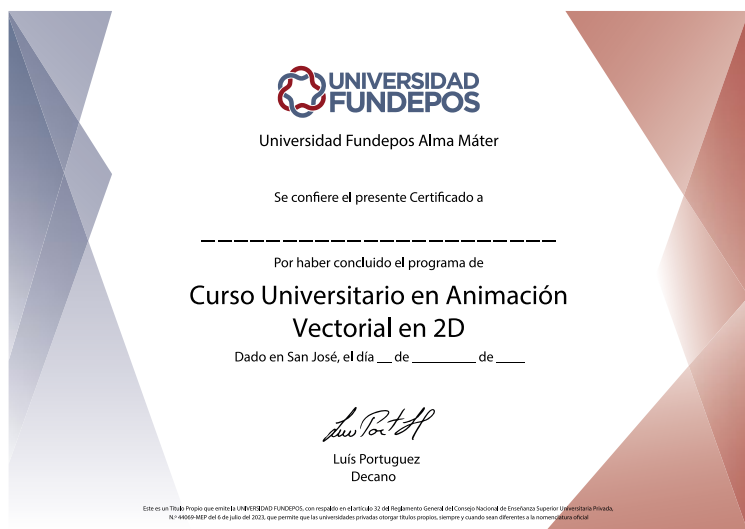 UNIVERSIDAD
FUNDEPOS
Universidad Fundepos Alma Máter
Se confiere el presente Certificado a
Por haber concluido el programa de
Curso Universitario en Animación
Vectorial en 2D
Dado en San José, el día __ de ________ de ____
Luís Portuguez
Decano
Este es un Título Propio que emite la UNIVERSIDAD FUNDEPOS, con respaldo en el artículo 32 del Reglamento General del Consejo Nacional de Enseñanza Superior Universitaria Privada,
N.º 44069-MEP del 6 de julio del 2023, que permite que las universidades privadas otorgar títulos propios, siempre y cuando sean diferentes a la nomenclatura oficial